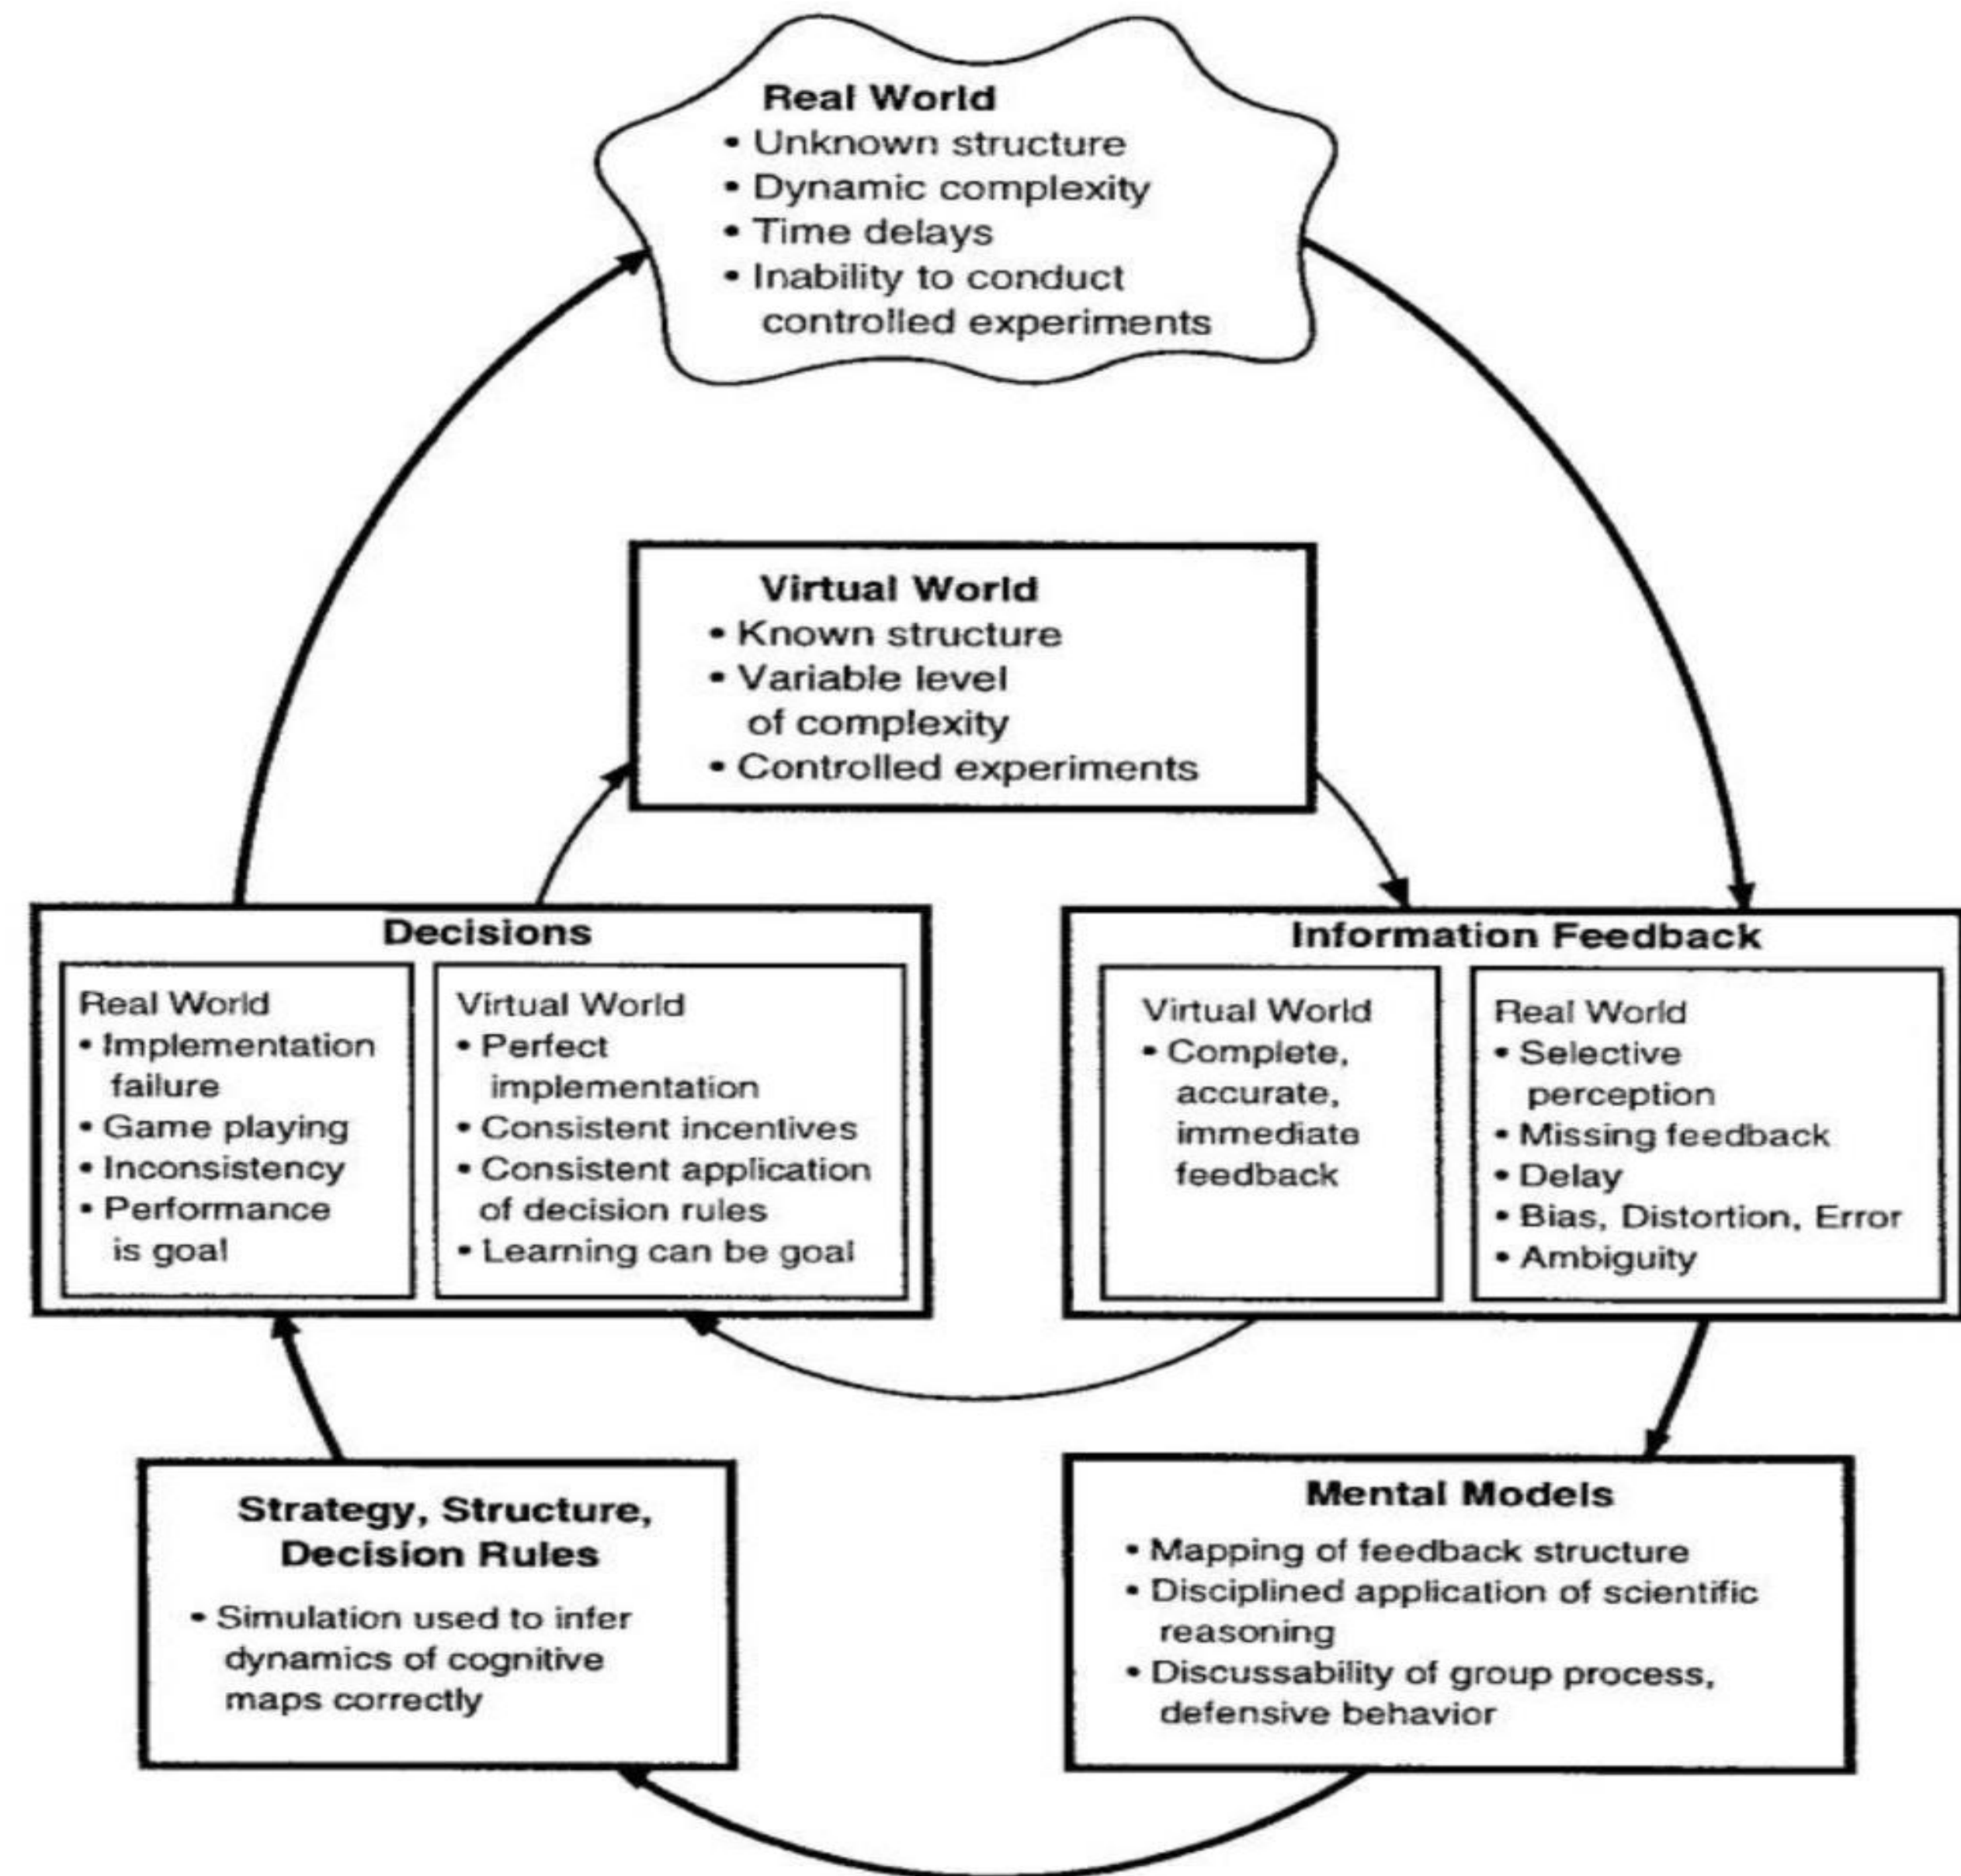 Real World
• Unknown structure
• Dynamic complexity
• Time delays
• Inability to conduct
controlled experiments
Virtual World
• Known structure
• Variable level
of complexity
• Controlled experiments
Decisions
Real World
• Implementation
failure
• Game playing
• Inconsistency
• Performance
is goal
Virtual World
• Perfect
implementation
• Consistent incentives
• Consistent application
of decision rules
• Learning can be goal
Information Feedback
Virtual World
• Complete,
accurate,
immediate
feedback
Real World
• Selective
perception
• Missing feedback
• Delay
• Bias, Distortion, Error
• Ambiguity
Strategy, Structure,
Decision Rules
• Simulation used to infer
dynamics of cognitive
maps correctly
Mental Models
• Mapping of feedback structure
• Disciplined application of scientific
reasoning
• Discussability of group process,
defensive behavior